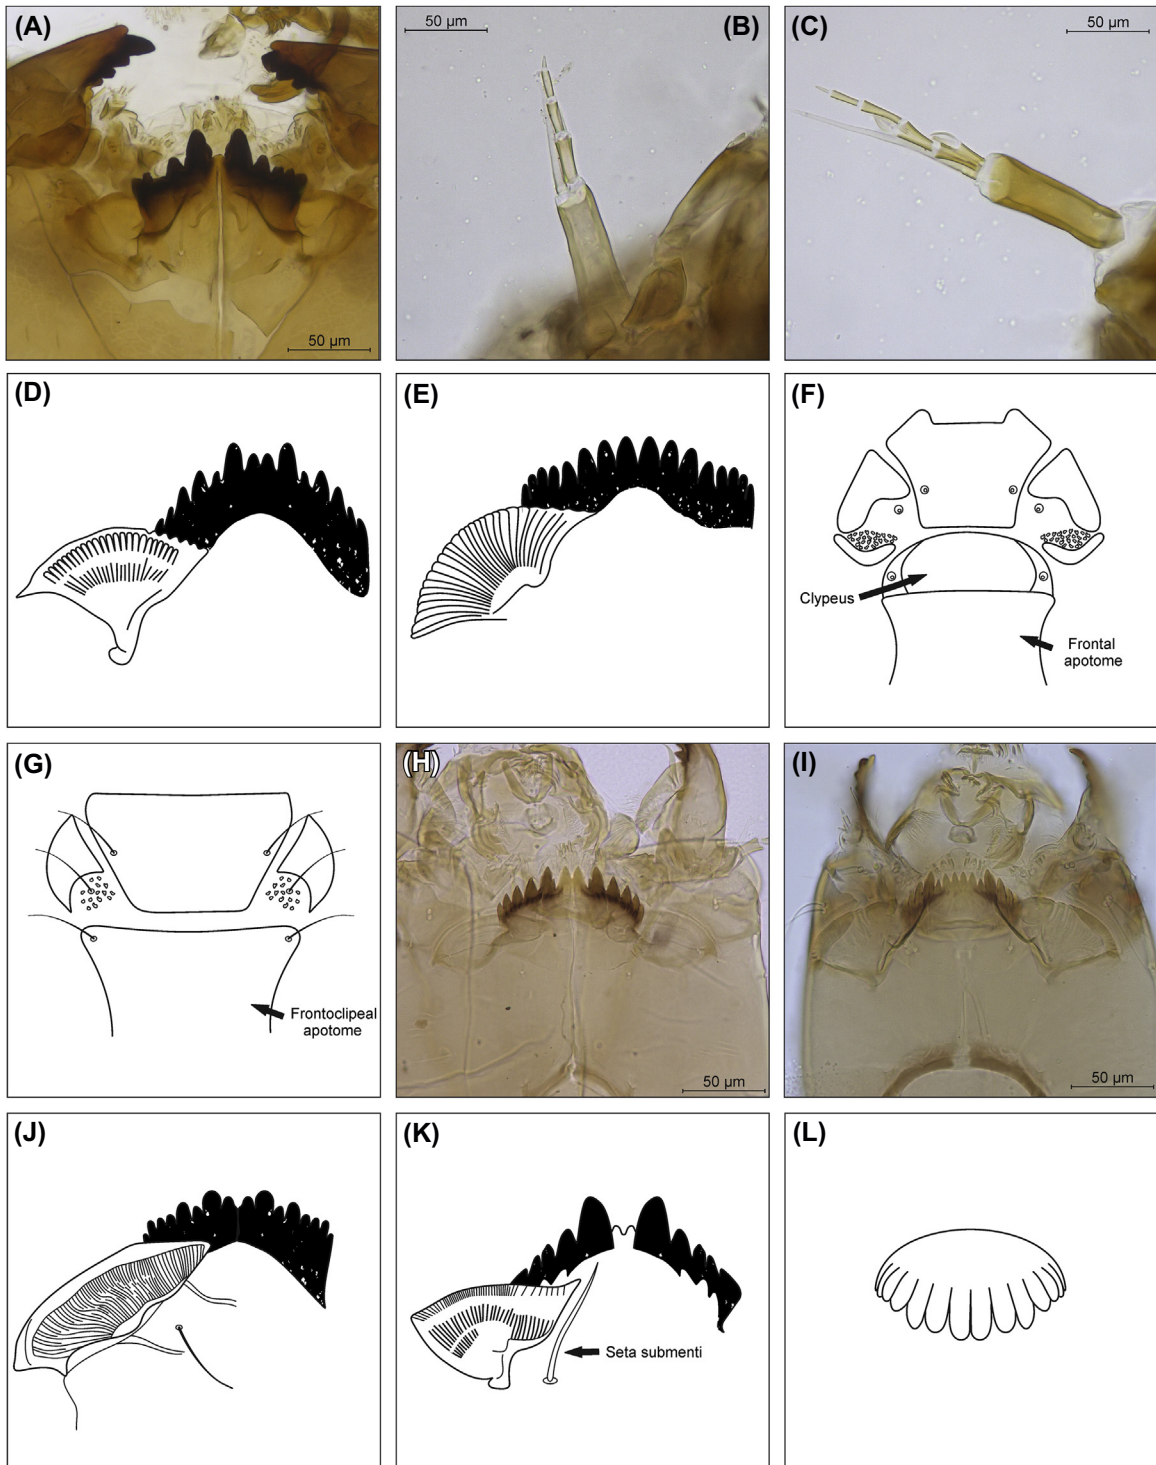 (A)
50 µm
50 µm
(B)
(C)
50 µm
(D)
(E)
(F)
Clypeus
Frontal
apotome
(G)
Frontoclipeal
apotome
(H)
50 µm
(I)
50 µm
(J)
(K)
Seta submenti
(L)